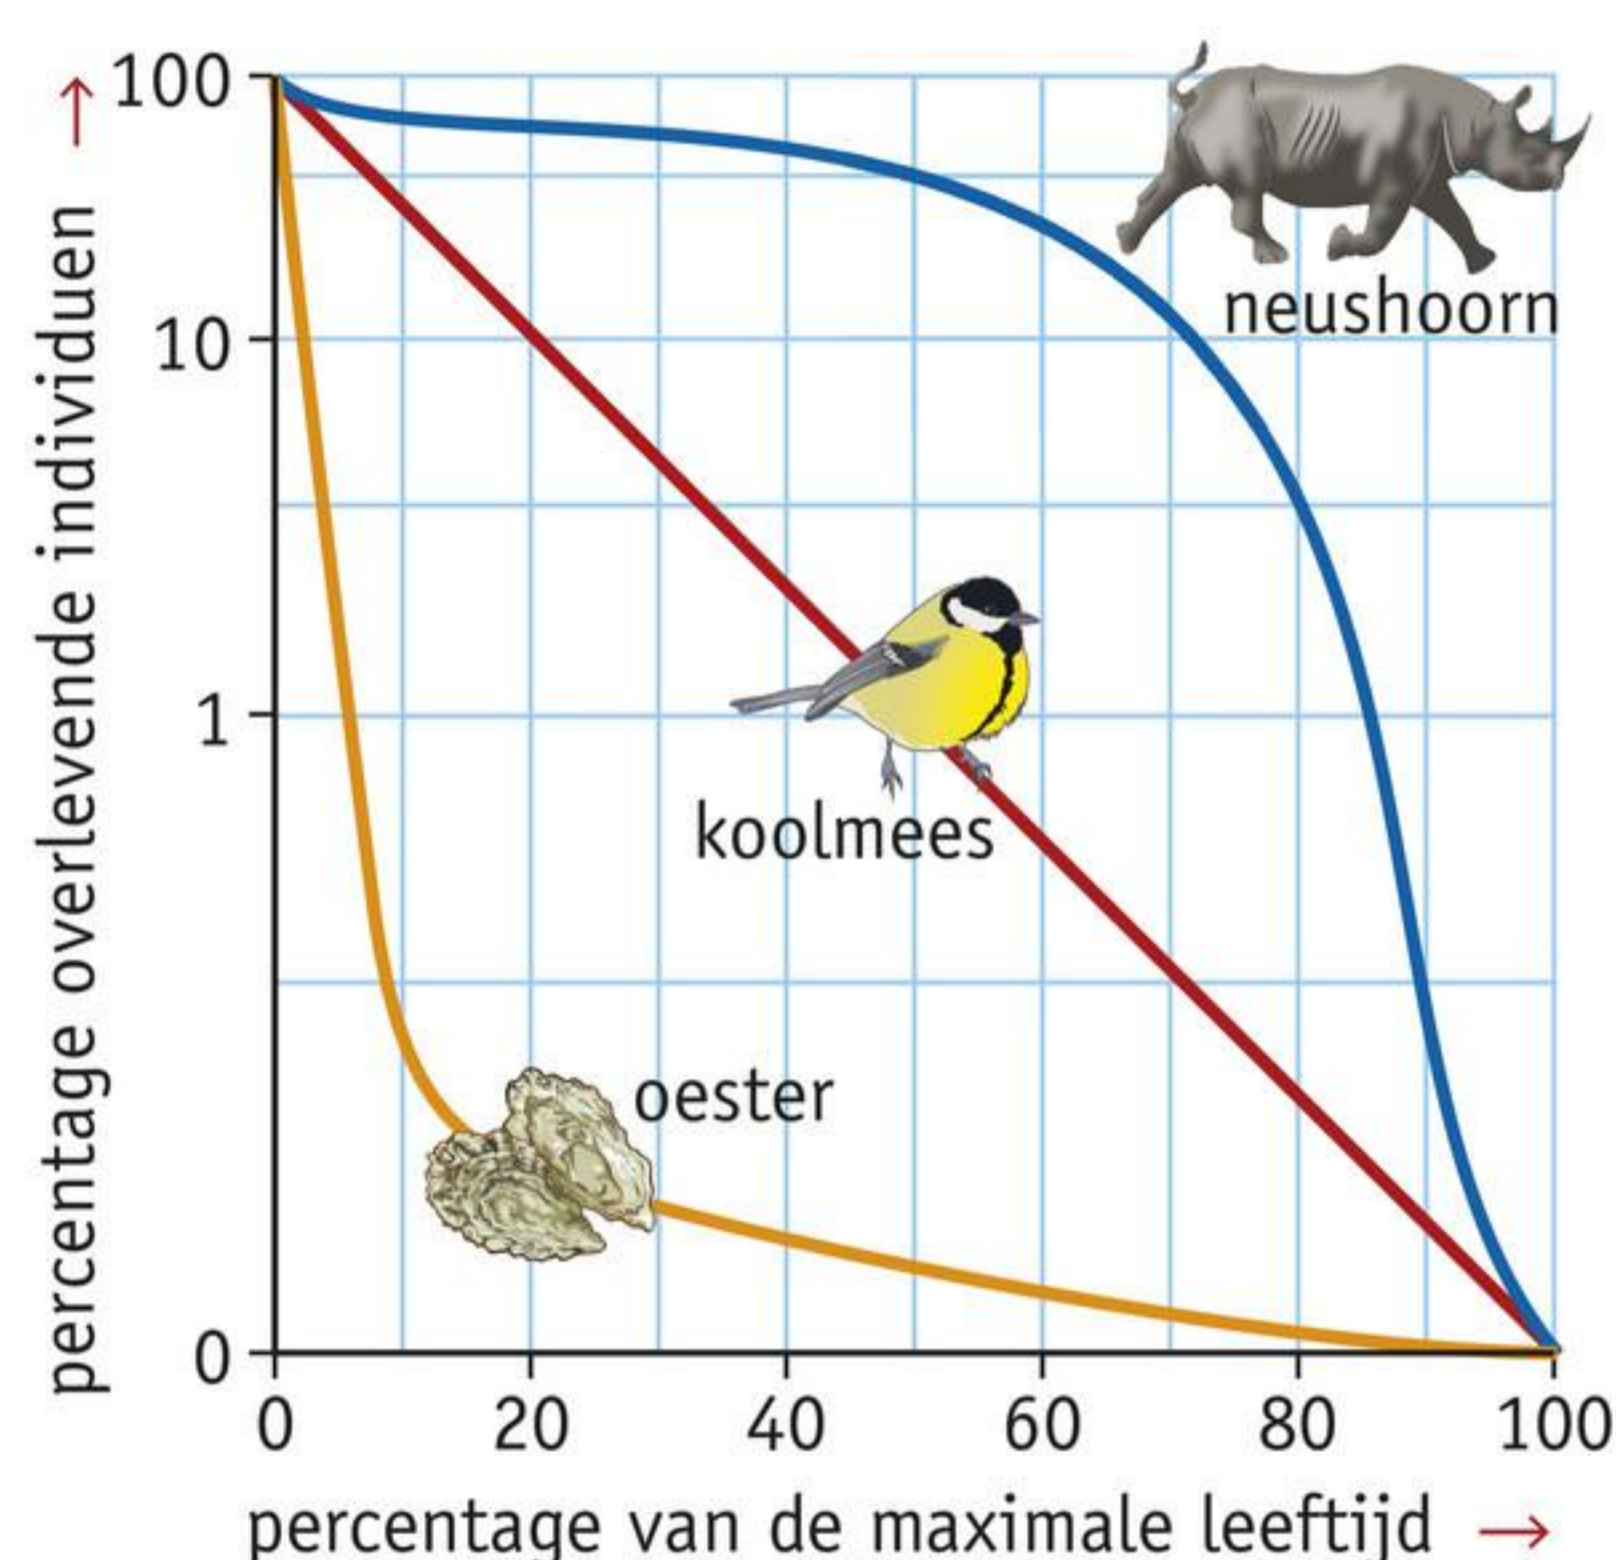 percentage overlevende individuen →
100
10
1
0
neushoorn
koolmees
oester
0 20 40 60 80 100
percentage van de maximale leeftijd →